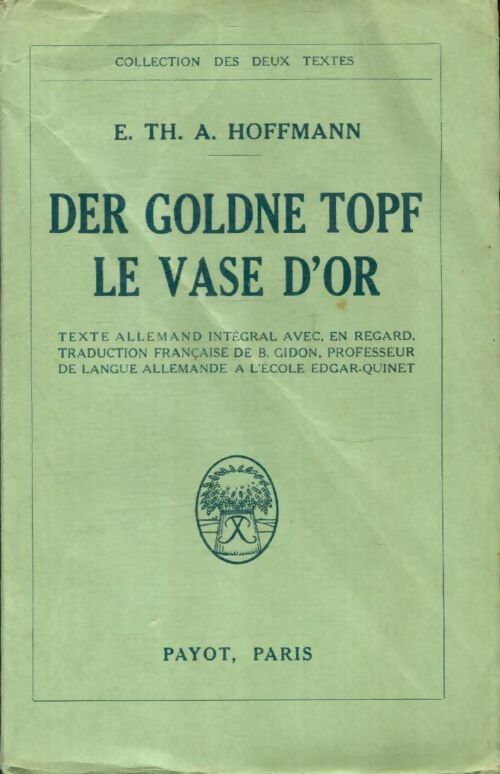 COLLECTION DES DEUX TEXTES
E. TH. A. HOFFMANN
DER GOLDNE TOPF
LE VASE D'OR
TEXTE ALLEMAND INTÉGRAL AVEC, EN REGARD,
TRADUCTION FRANÇAISE DE B. GIDON, PROFESSEUR
DE LANGUE ALLEMANDE A L'ÉCOLE EDGAR-QUINET
PAYOT, PARIS